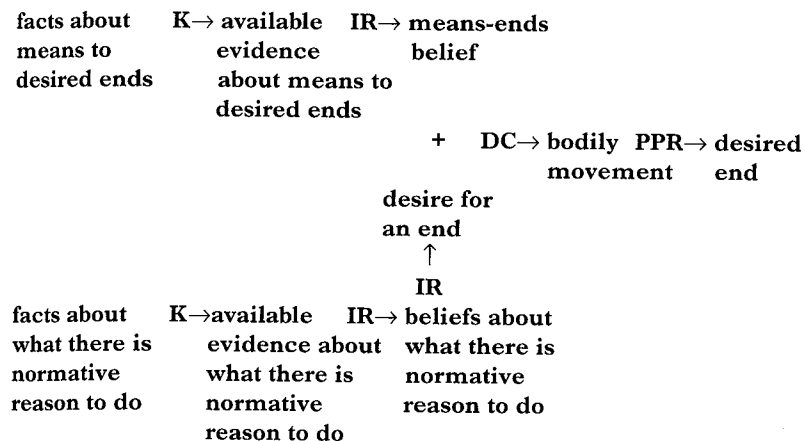 facts about K→ available IR→ means-ends
means to evidence belief
desired ends about means to
desired ends
+ DC→ bodily PPR→ desired
movement end
desire for
an end
↑
IR
facts about K→available IR→ beliefs about
what there is evidence about what there is
normative what there is normative
reason to do normative reason to do
reason to do